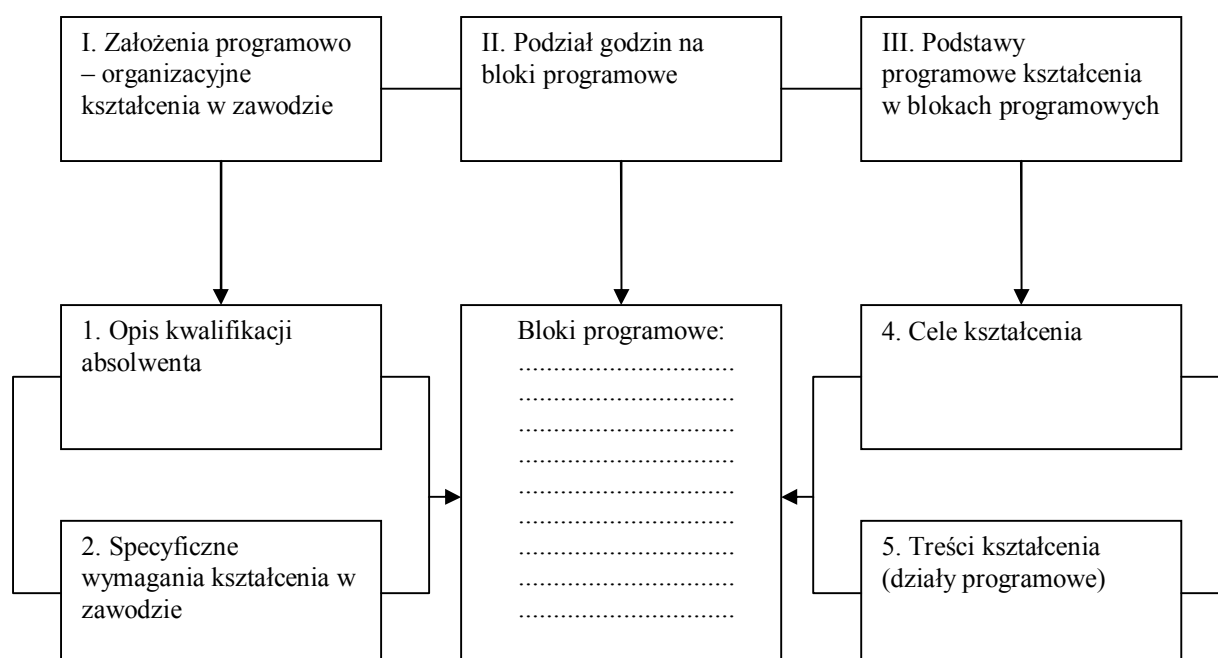 I. Założenia programowo
– organizacyjne
kształcenia w zawodzie
II. Podział godzin na
bloki programowe
III. Podstawy
programowe kształcenia
w blokach programowych
1. Opis kwalifikacji
absolwenta
Bloki programowe:
...............................
...............................
...............................
...............................
...............................
...............................
...............................
...............................
...............................
4. Cele kształcenia
2. Specyficzne
wymagania kształcenia w
zawodzie
5. Treści kształcenia
(działy programowe)